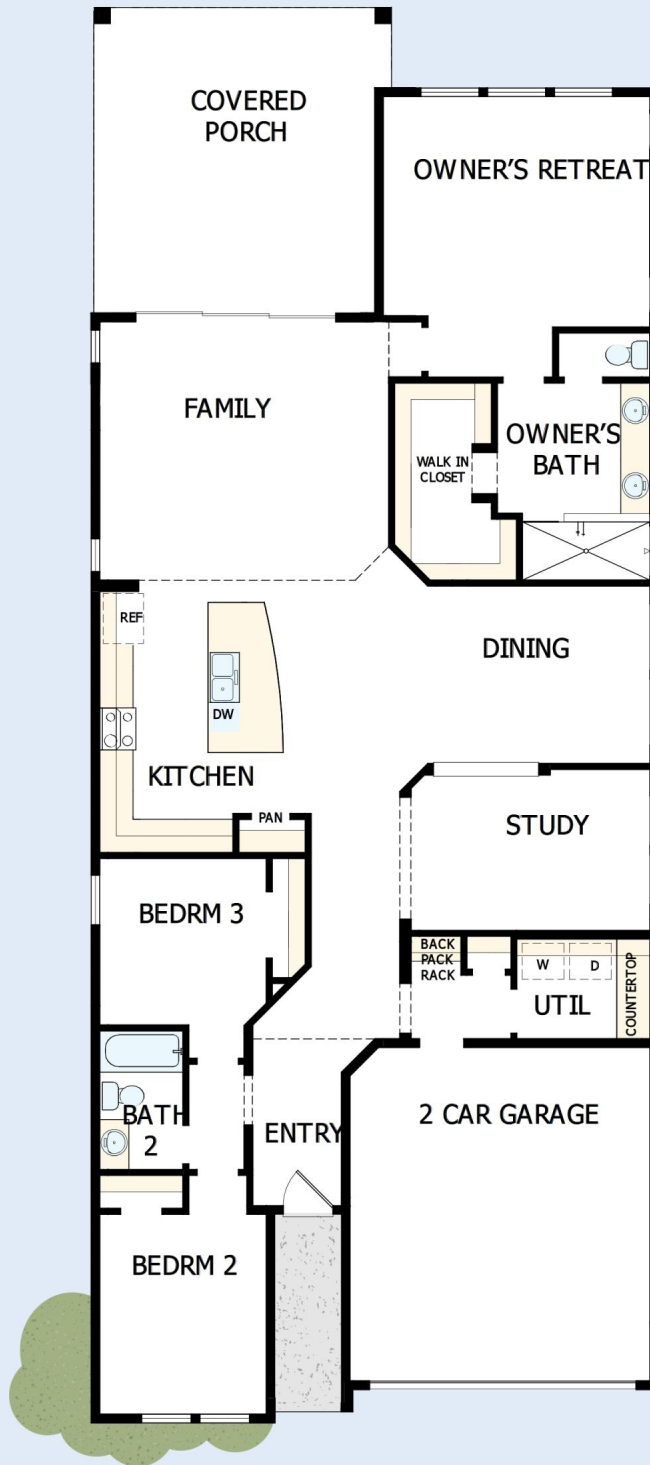 COVERED
PORCH
OWNER'S RETREAT
FAMILY
WALK IN
CLOSET
OWNER'S
BATH
REF
DINING
DW
KITCHEN
PAN
STUDY
BEDRM 3
BACK
PACK
RACK
W
D
UTIL
COUNTERTOP
BATH
2
ENTRY
2 CAR GARAGE
BEDRM 2